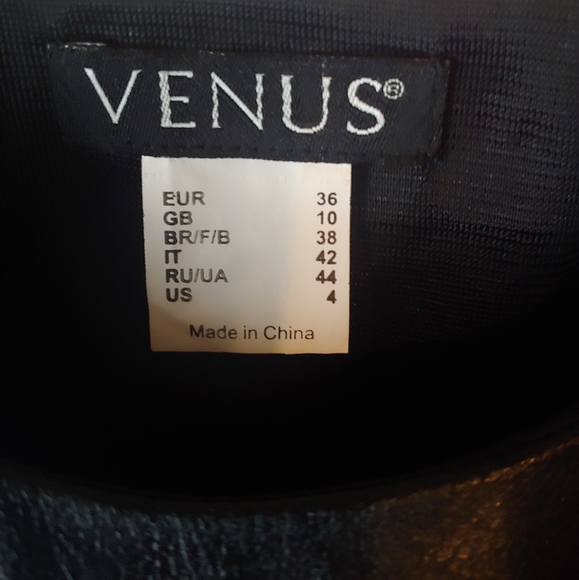 VENUS®
EUR 36
GB 10
BR/F/B 38
IT 42
RU/UA 44
US 4
Made in China